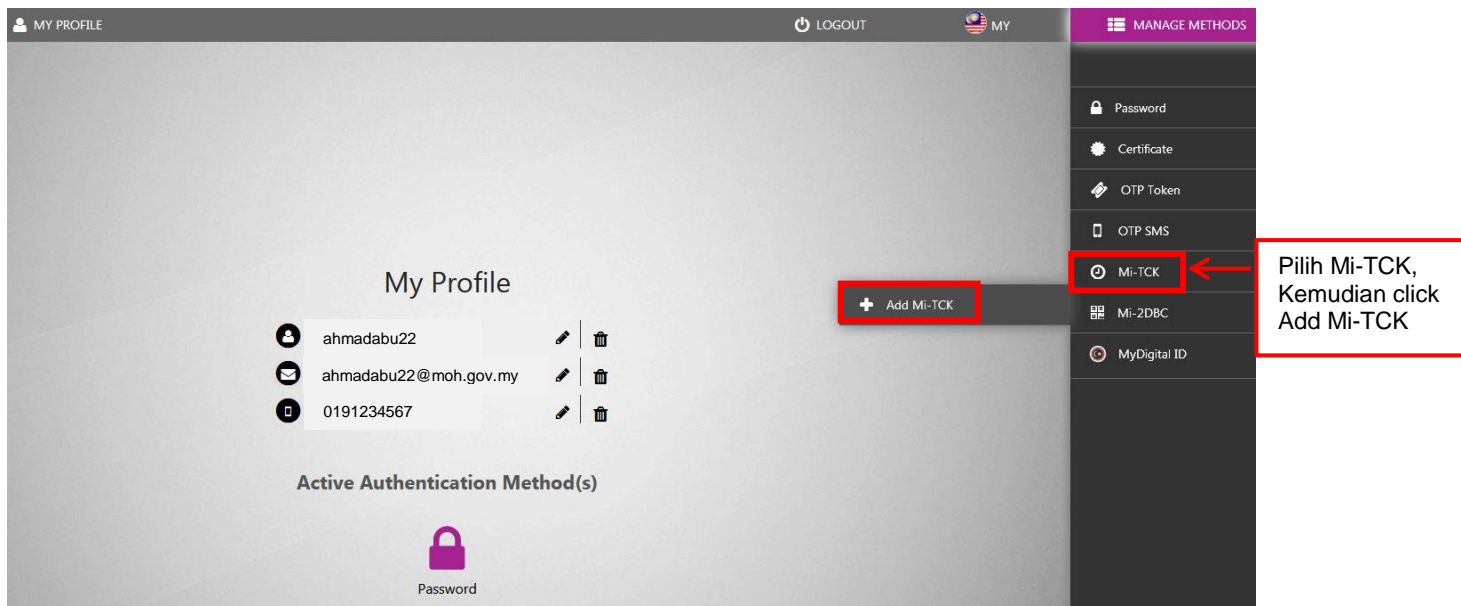 MY PROFILE
LOGOUT
MY
MANAGE METHODS
Password
Certificate
OTP Token
OTP SMS
Mi-TCK
Mi-2DBC
MyDigital ID
Add Mi-TCK
Pilih Mi-TCK,
Kemudian click
Add Mi-TCK
My Profile
ahmadabu22
ahmadabu22@moh.gov.my
0191234567
Active Authentication Method(s)
Password